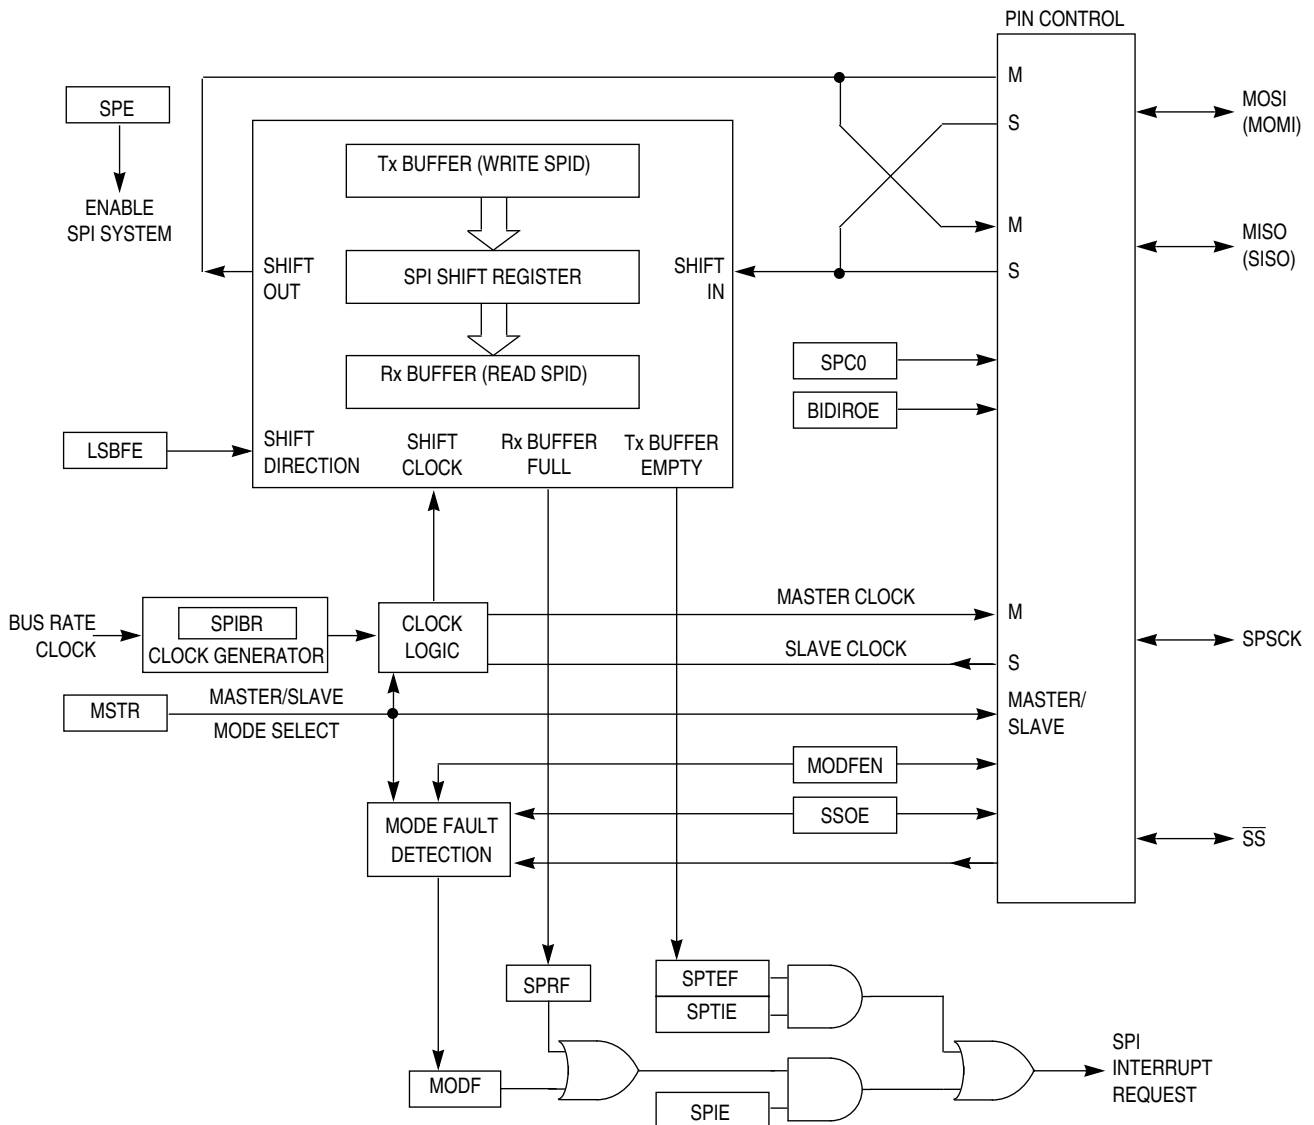 PIN CONTROL
M
S
M
S
MOSI
(MOMI)
MISO
(SISO)
SPE
ENABLE
SPI SYSTEM
Tx BUFFER (WRITE SPID)
SHIFT
OUT
SPI SHIFT REGISTER
SHIFT
IN
Rx BUFFER (READ SPID)
SPC0
BIDIROE
LSBFE
SHIFT
DIRECTION
SHIFT
CLOCK
Rx BUFFER
FULL
Tx BUFFER
EMPTY
BUS RATE
CLOCK
SPIBR
CLOCK GENERATOR
CLOCK
LOGIC
MASTER CLOCK
M
SLAVE CLOCK
S
SPSCK
MSTR
MASTER/SLAVE
MODE SELECT
MASTER/
SLAVE
MODFEN
SSOE
MODE FAULT
DETECTION
SS
SPRF
SPTEF
SPTIE
MODF
SPIE
SPI
INTERRUPT
REQUEST